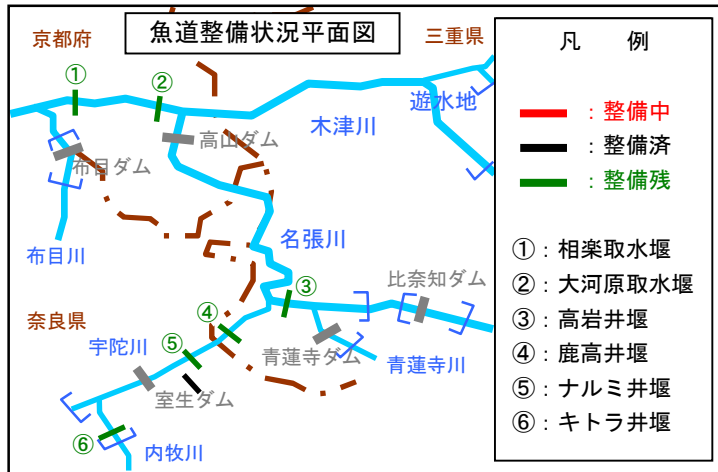 魚道整備状況平面図
京都府
三重県
①
②
遊水地
木津川
高山ダム
布目ダム
布目川
名張川
③
比奈知ダム
奈良県
④
宇陀川
⑤
青蓮寺ダム
青蓮寺川
室生ダム
⑥
内牧川
凡 例
：整備中
：整備済
：整備残
①：相楽取水堰
②：大河原取水堰
③：高岩井堰
④：鹿高井堰
⑤：ナルミ井堰
⑥：キトラ井堰